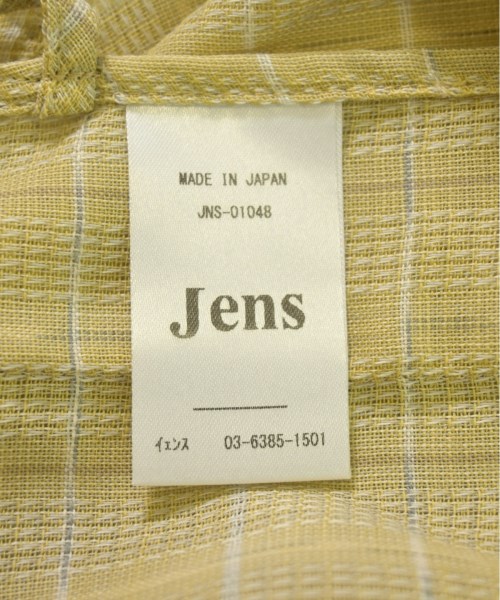 MADE IN JAPAN
JNS-01048
Jens
ｲｪﾝｽ 03-6385-1501